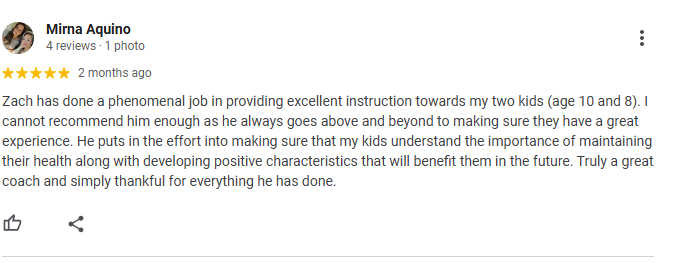 Mirna Aquino
4 reviews · 1 photo
2 months ago
Zach has done a phenomenal job in providing excellent instruction towards my two kids (age 10 and 8). I
cannot recommend him enough as he always goes above and beyond to making sure they have a great
experience. He puts in the effort into making sure that my kids understand the importance of maintaining
their health along with developing positive characteristics that will benefit them in the future. Truly a great
coach and simply thankful for everything he has done.